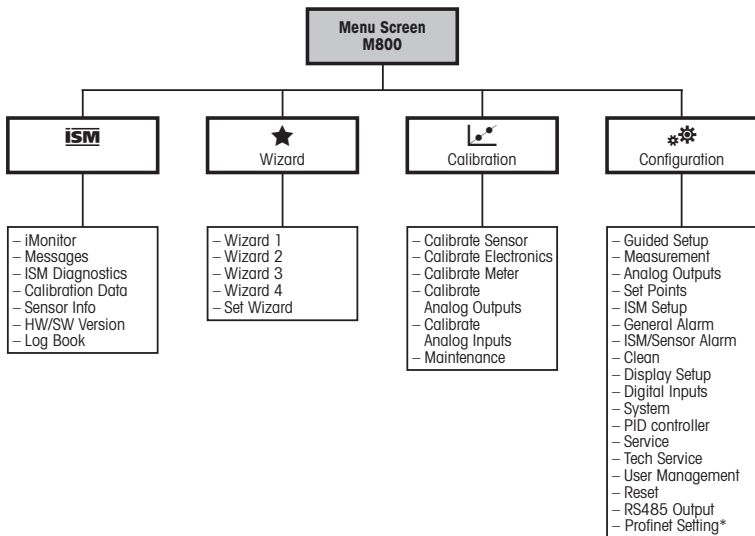 Menu Screen
M800
ISM
Wizard
Calibration
Configuration
– iMonitor
– Messages
– ISM Diagnostics
– Calibration Data
– Sensor Info
– HW/SW Version
– Log Book
– Wizard 1
– Wizard 2
– Wizard 3
– Wizard 4
– Set Wizard
– Calibrate Sensor
– Calibrate Electronics
– Calibrate Meter
– Calibrate
Analog Outputs
– Calibrate
Analog Inputs
– Maintenance
– Guided Setup
– Measurement
– Analog Outputs
– Set Points
– ISM Setup
– General Alarm
– ISM/Sensor Alarm
– Clean
– Display Setup
– Digital Inputs
– System
– PID controller
– Service
– Tech Service
– User Management
– Reset
– RS485 Output
– Profinet Setting*